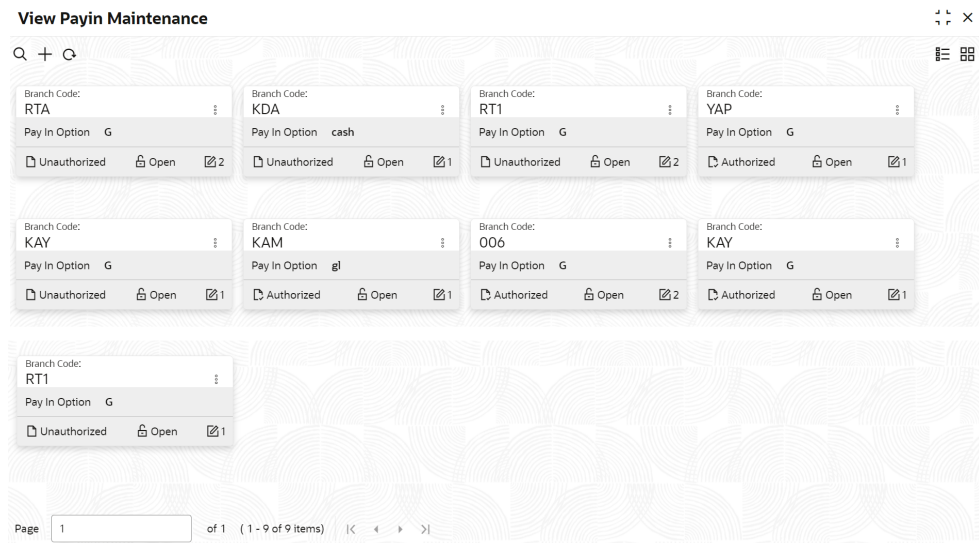 View Payin Maintenance
Branch Code: Branch Code: Branch Code: Branch Code:
RTA KDA RT1 YAP
Pay In Option G Pay In Option cash Pay In Option G Pay In Option G
Unauthorized Open 2 Unauthorized Open 1 Unauthorized Open 2 Authorized Open 1
Branch Code: Branch Code: Branch Code: Branch Code:
KAY KAM 006 KAY
Pay In Option G Pay In Option gl Pay In Option G Pay In Option G
Unauthorized Open 1 Authorized Open 1 Authorized Open 2 Authorized Open 1
Branch Code:
RT1
Pay In Option G
Unauthorized Open 1
Page 1 of 1 ( 1 - 9 of 9 items)